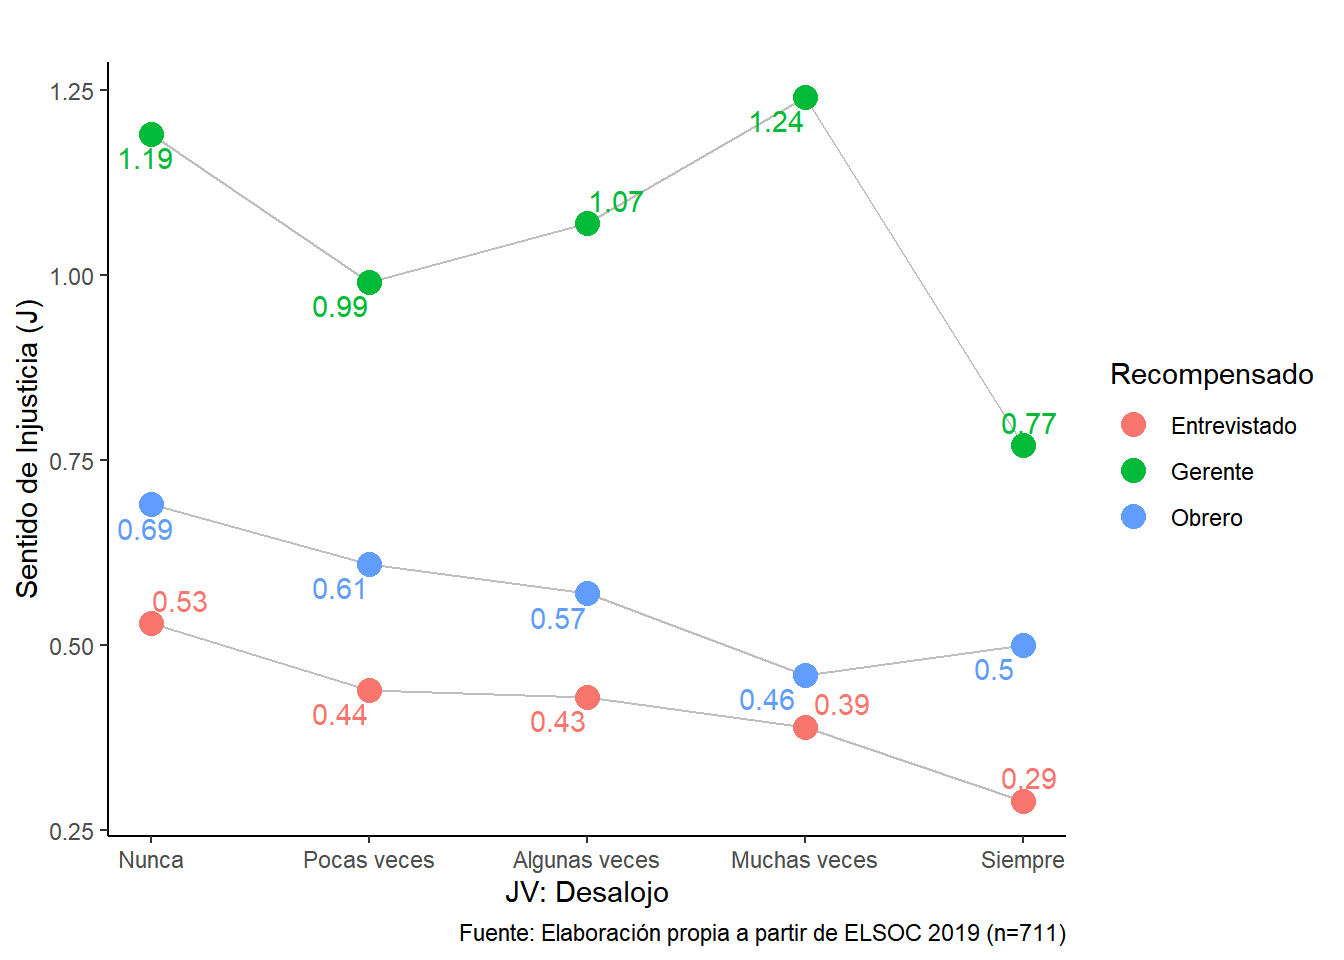 1.25
1.00
0.75
0.50
0.25
Sentido de Injusticia (J)
1.19
0.99
1.07
1.24
0.77
0.69
0.61
0.57
0.46
0.5
0.53
0.44
0.43
0.39
0.29
Nunca
Pocas veces
Algunas veces
Muchas veces
Siempre
JV: Desalojo
Fuente: Elaboración propia a partir de ELSOC 2019 (n=711)
Recompensado
Entrevistado
Gerente
Obrero